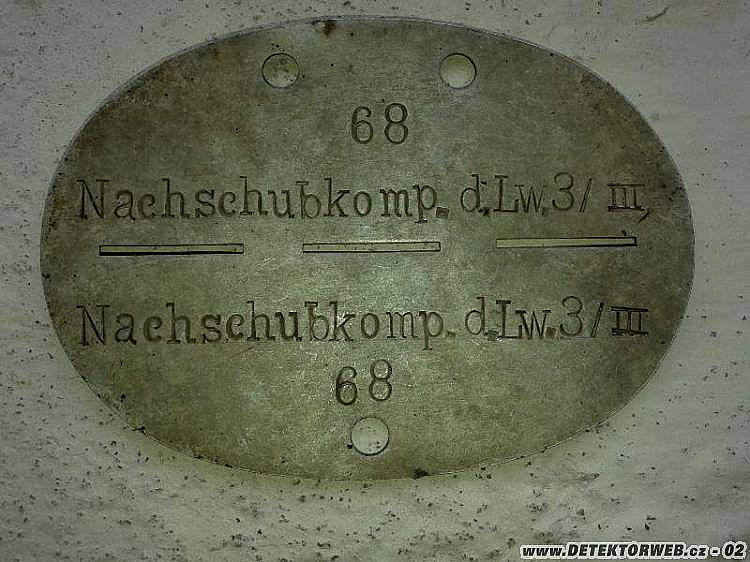 68
Nachschubkomp. d.Lw.3/ III,
Nachschubkomp. d.Lw.3/ III
68
www.DETEKTORWEB.cz - 02